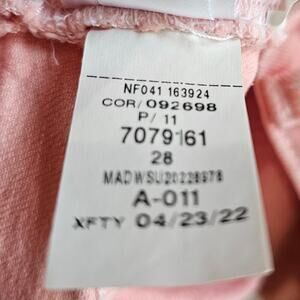 NF041 163924
COR/092698
P/ 11
7079161
28
MADWSU20228978
A-011
XFTY 04/23/22